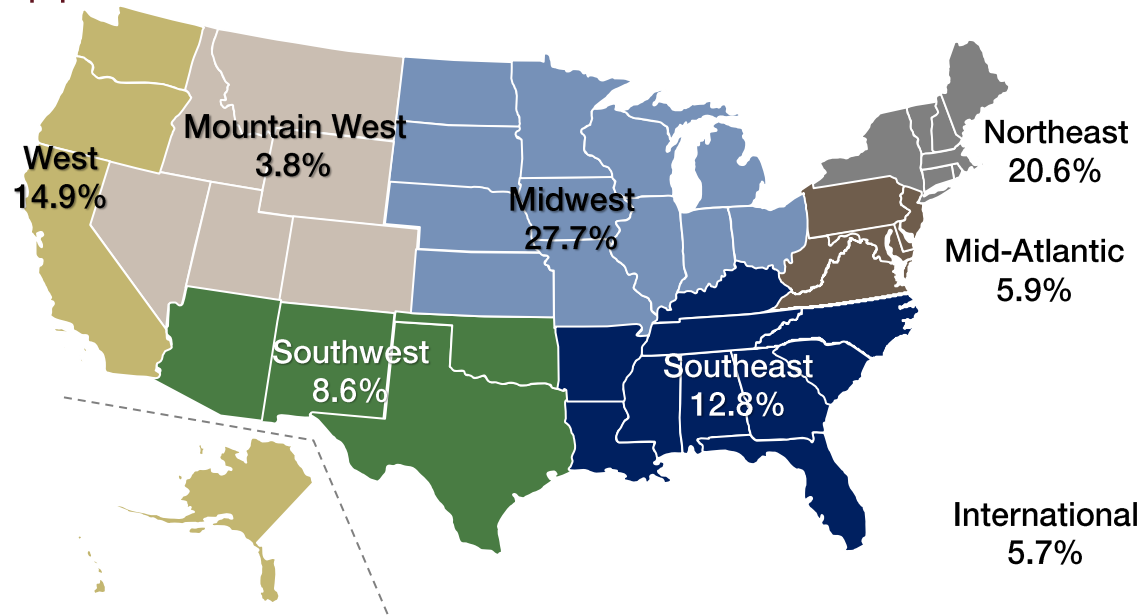 Mountain West
3.8%
West
14.9%
Midwest
27.7%
Northeast
20.6%
Mid-Atlantic
5.9%
Southwest
8.6%
Southeast
12.8%
International
5.7%